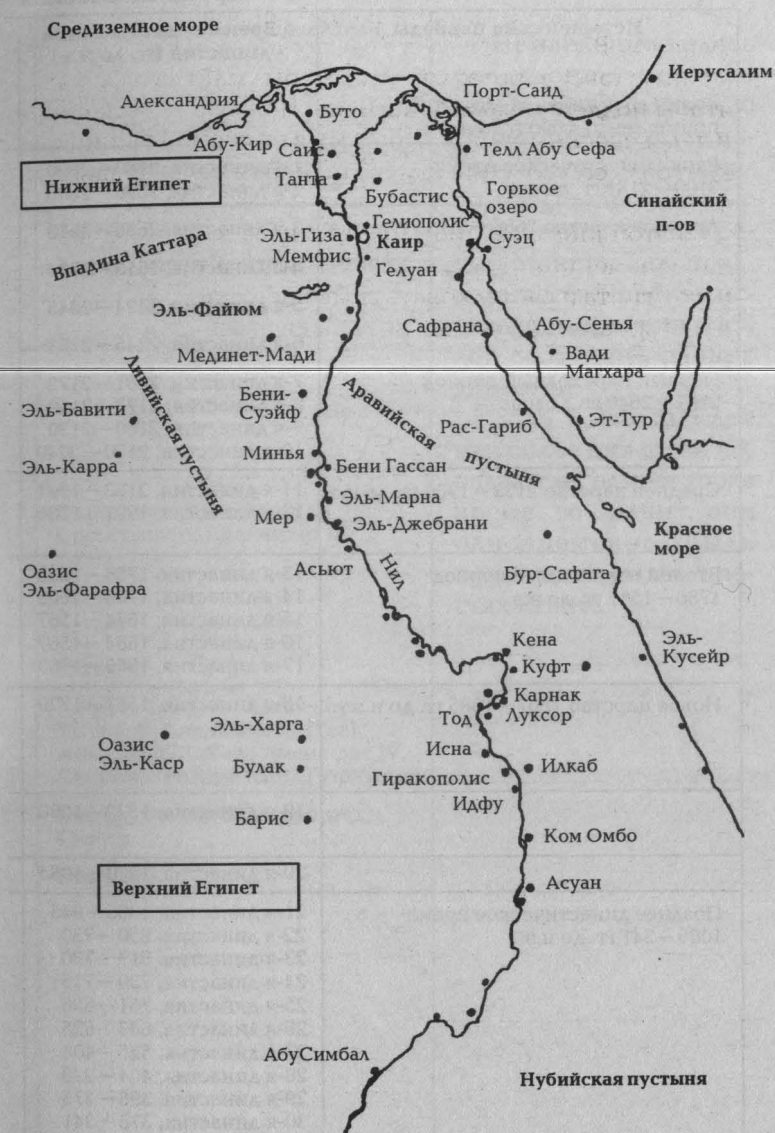 Средиземное море
Иерусалим
Александрия
Порт-Саид
Буто
Абу-Кир
Саис
Телл Абу Сефа
Нижний Египет
Танта
Бубастис
Горькое
озеро
Синайский
п-ов
Гелиополис
Эль-Гиза
Каир
Суэц
Мемфис
Впадина Каттара
Гелуан
Эль-Файюм
Сафрана
Абу-Сенья
Мединет-Мади
Вади
Магхара
Ливийская пустыня
Аравийская пустыня
Бени-
Суэйф
Эль-Бавити
Рас-Гариб
Эт-Тур
Минья
Эль-Карра
Бени Гассан
Эль-Марна
Мер
Эль-Джебрани
Красное
море
Асьют
Нил
Оазис
Эль-Фарафра
Бур-Сафага
Кена
Эль-
Кусейр
Куфт
Карнак
Тод
Луксор
Эль-Харга
Оазис
Эль-Каср
Исна
Булак
Гиракополис
Илкаб
Идфу
Барис
Ком Омбо
Верхний Египет
Асуан
АбуСимбал
Нубийская пустыня